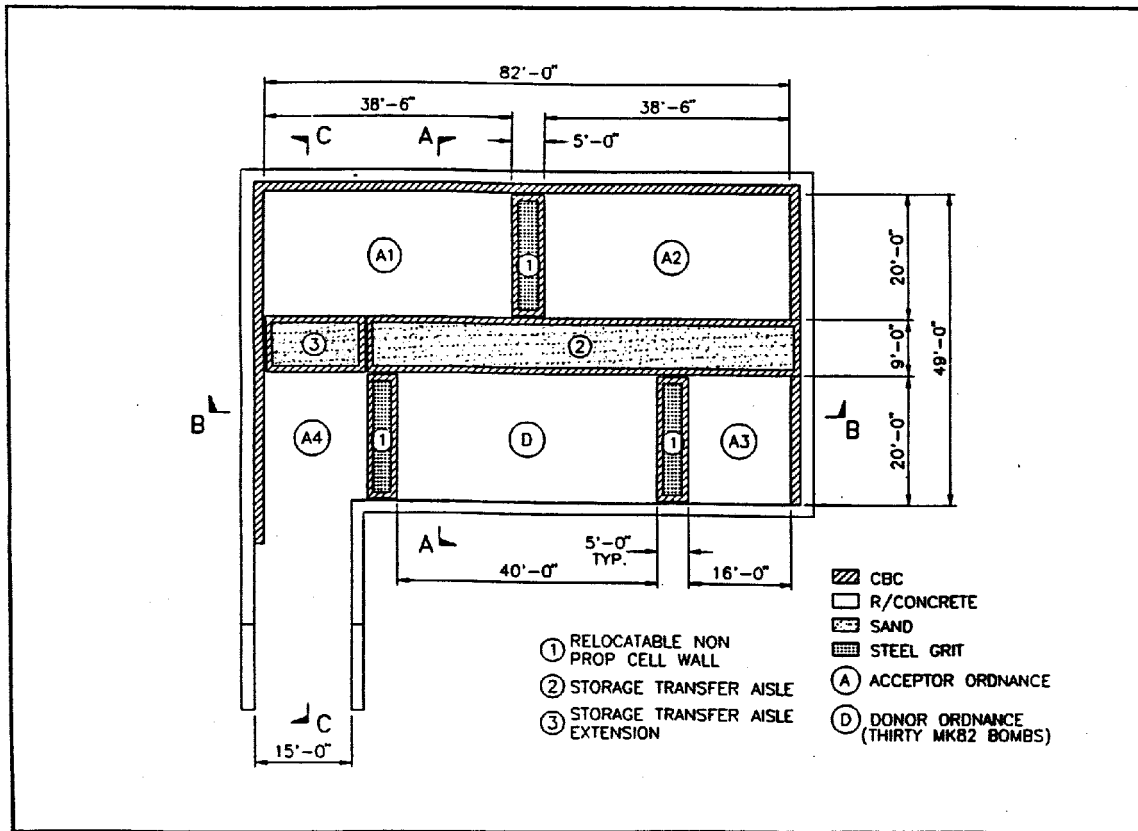 82'-0"
38'-6"
38'-6"
C
A
5'-0"
A1
1
A2
20'-0"
3
2
9'-0"
49'-0"
B
B
A4
1
D
1
A3
20'-0"
A
5'-0"
TYP.
40'-0"
16'-0"
CBC
R/CONCRETE
SAND
STEEL GRIT
1 RELOCATABLE NON
PROP CELL WALL
A ACCEPTOR ORDNANCE
2 STORAGE TRANSFER AISLE
3 STORAGE TRANSFER AISLE
EXTENSION
D DONOR ORDNANCE
(THIRTY MK82 BOMBS)
C
15'-0"